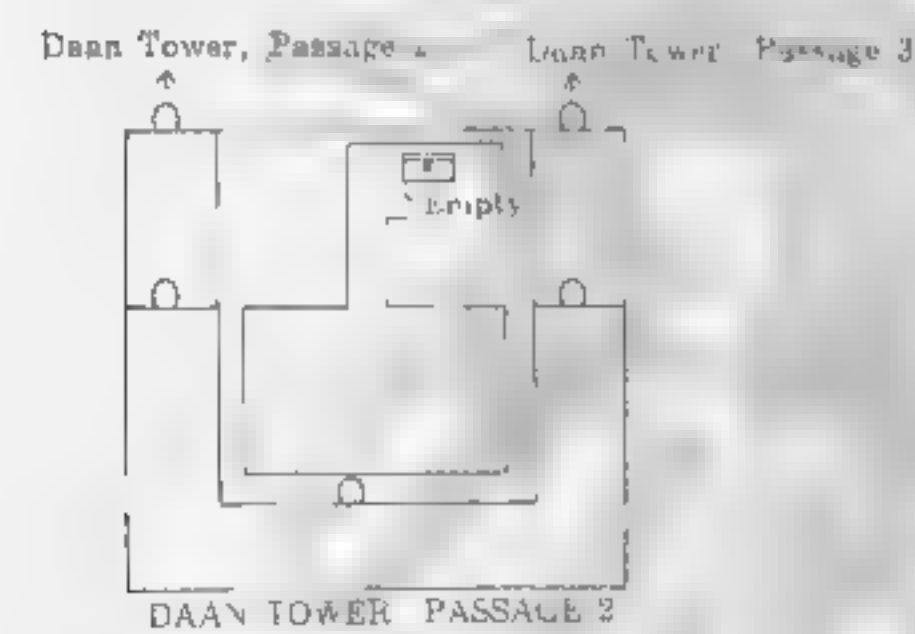 Daan Tower, Passage
Daan Tower Passage 3
Empty
DAAN TOWER PASSAGE 2